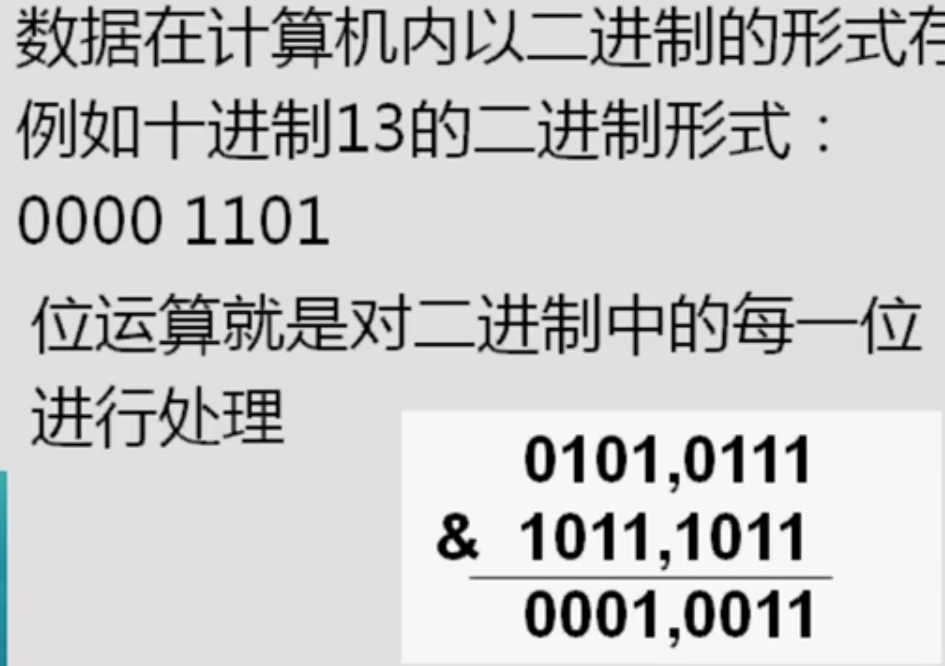 数据在计算机内以二进制的形式存
例如十进制13的二进制形式：
0000 1101
位运算就是对二进制中的每一位
进行处理
0101,0111
& 1011,1011
0001,0011